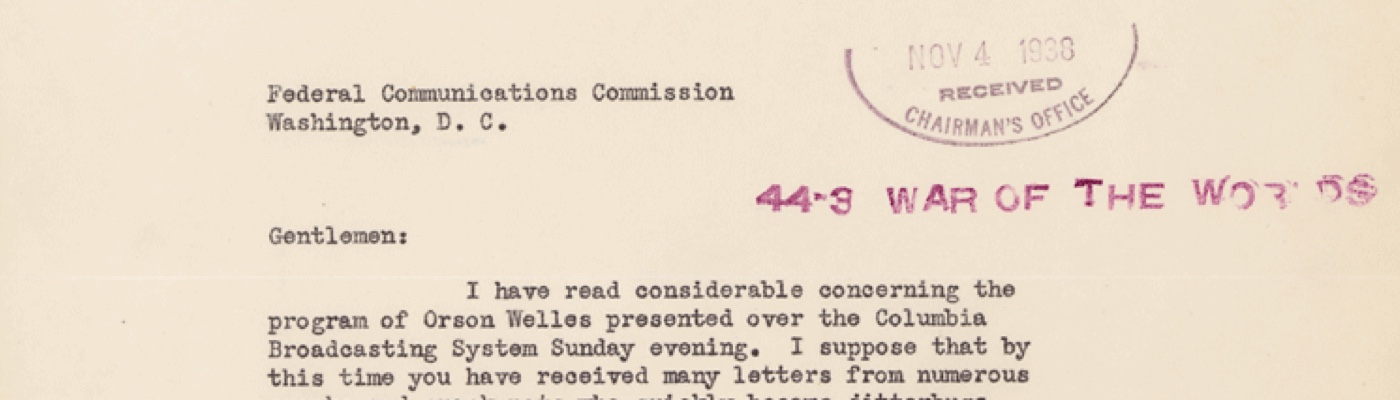 NOV 4 1938
RECEIVED
CHAIRMAN'S OFFICE
Federal Communications Commission
Washington, D. C.
44-3 WAR OF THE
Gentlemen:
I have read considerable concerning the
program of Orson Welles presented over the Columbia
Broadcasting System Sunday evening. I suppose that by
this time you have received many letters from numerous